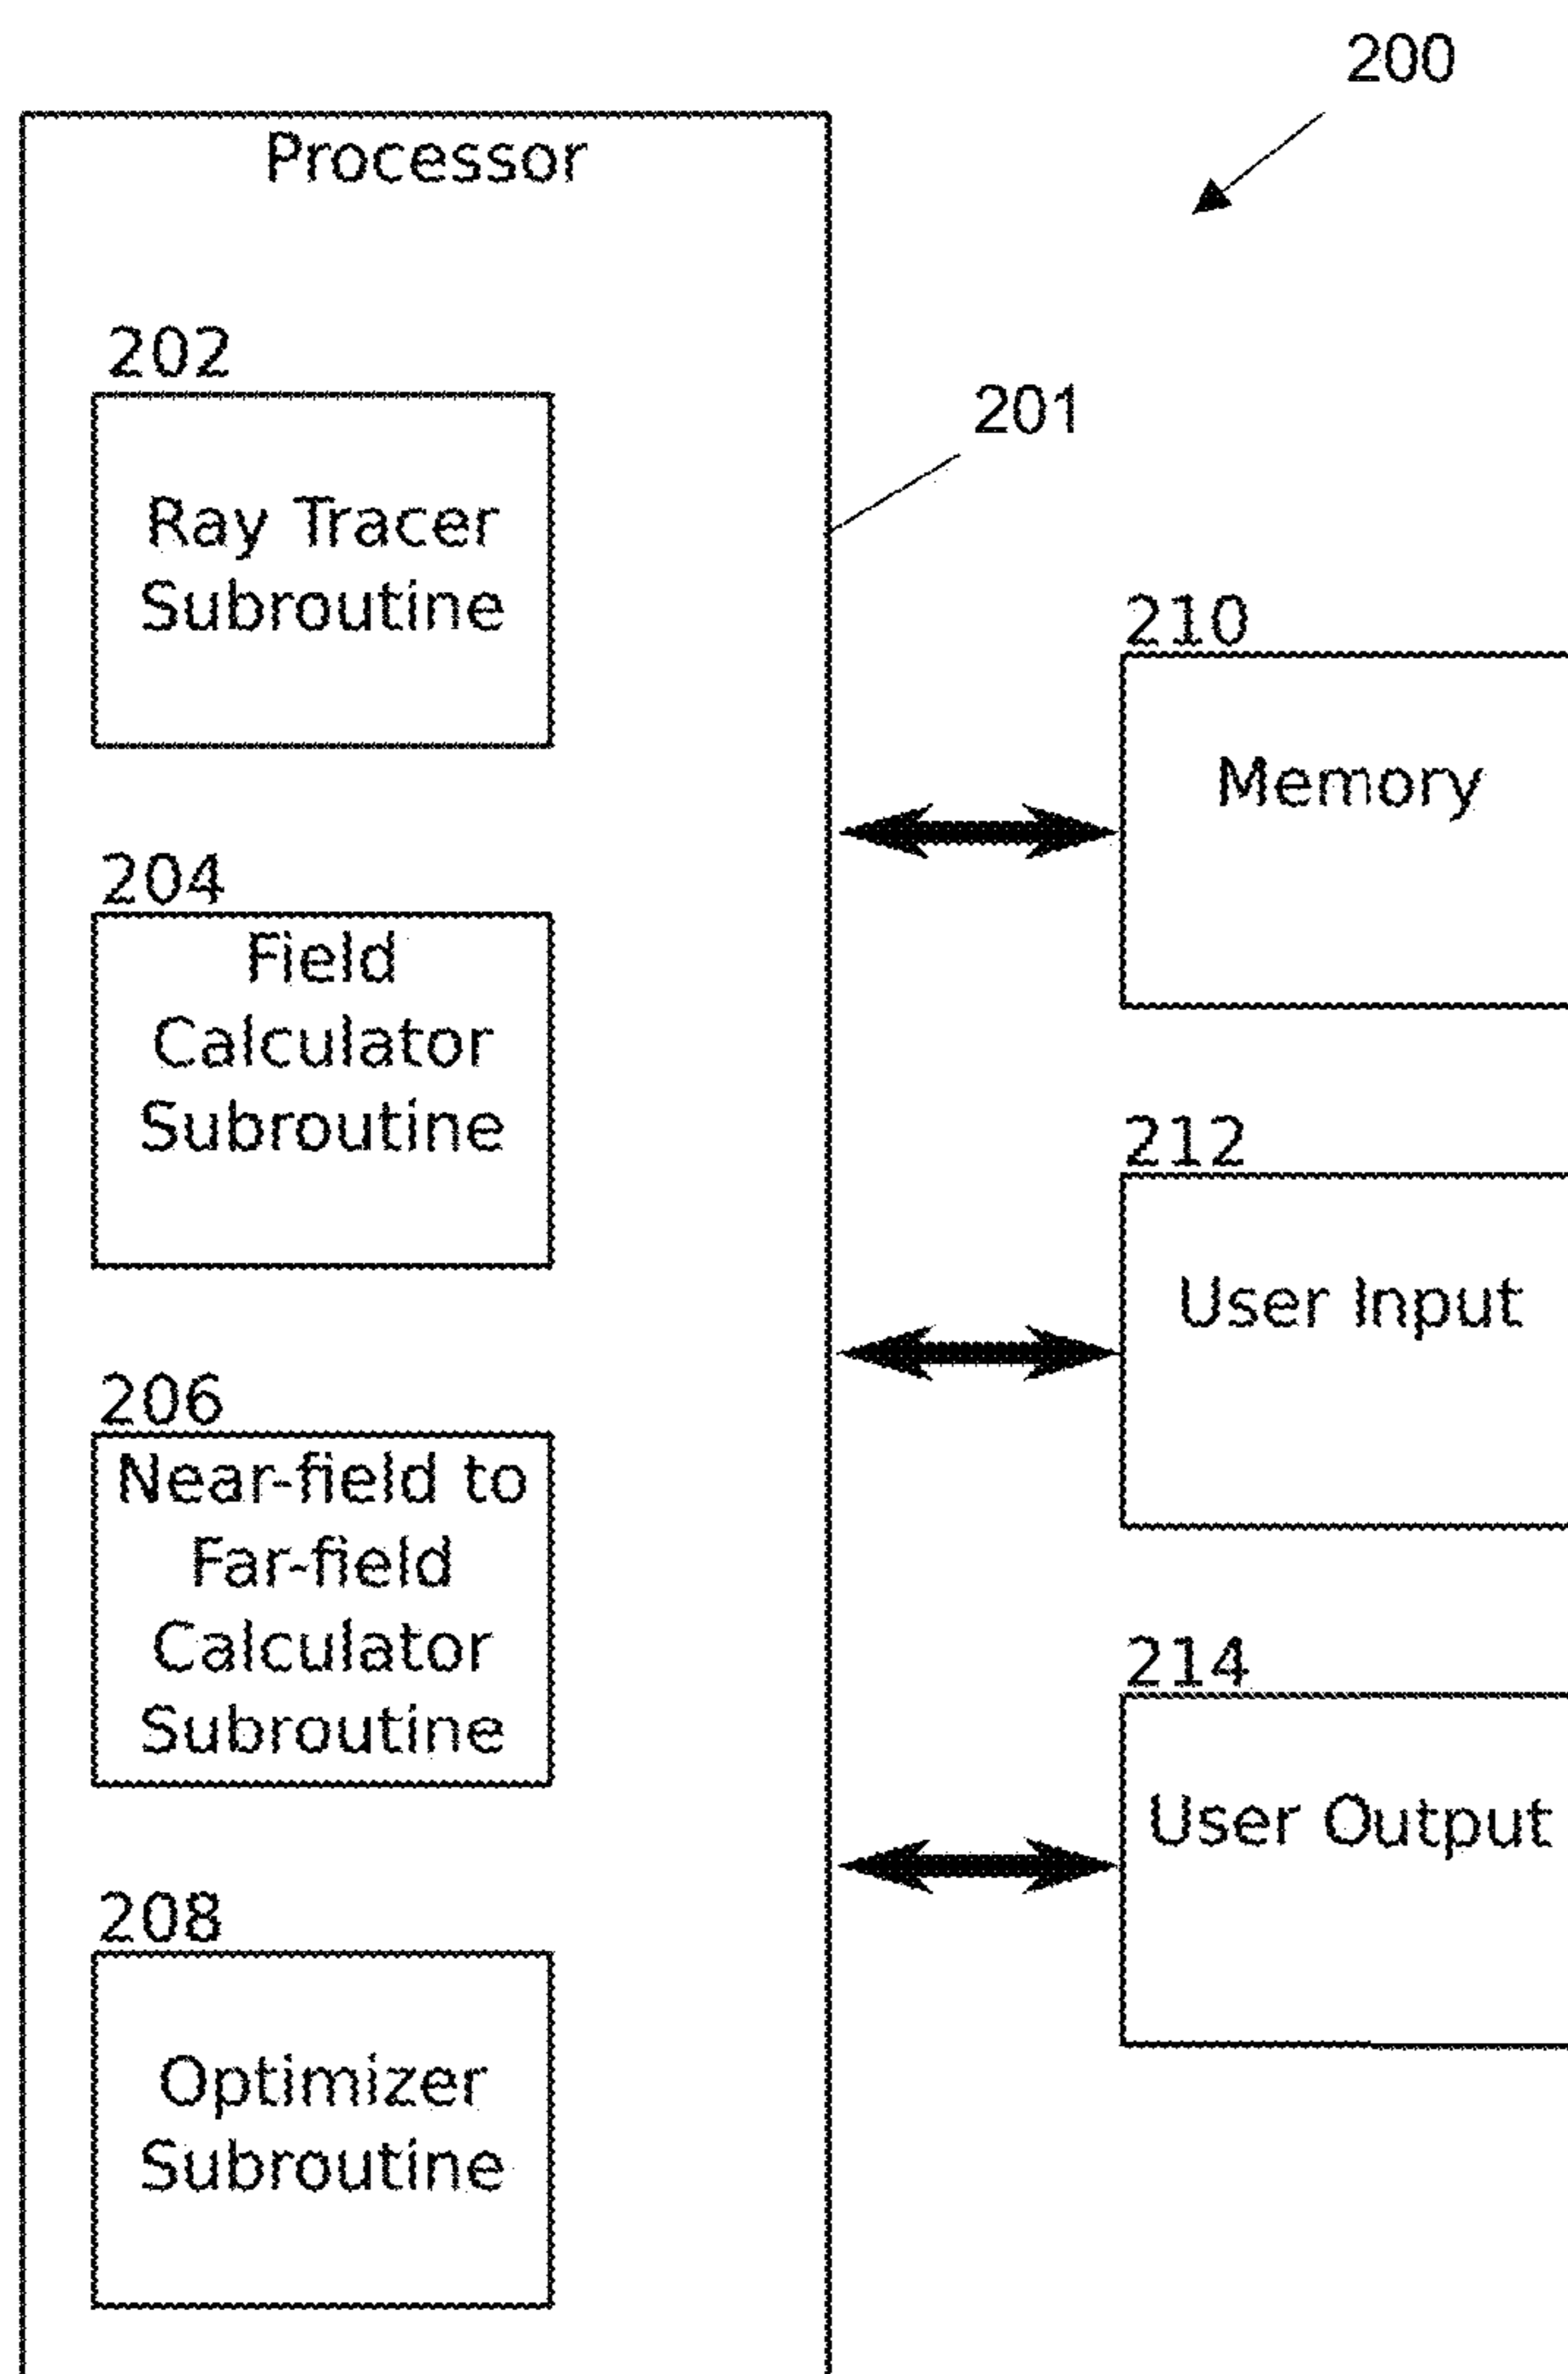 200
Processor
202
Ray Tracer
Subroutine
201
210
Memory
204
Field
Calculator
Subroutine
212
User Input
206
Near-field to
Far-field
Calculator
Subroutine
214
User Output
208
Optimizer
Subroutine